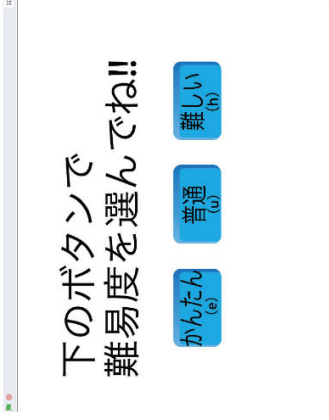 下のボタンで
難易度を選んでね!!
かんたん
(e)
普通
(u)
難しい
(h)